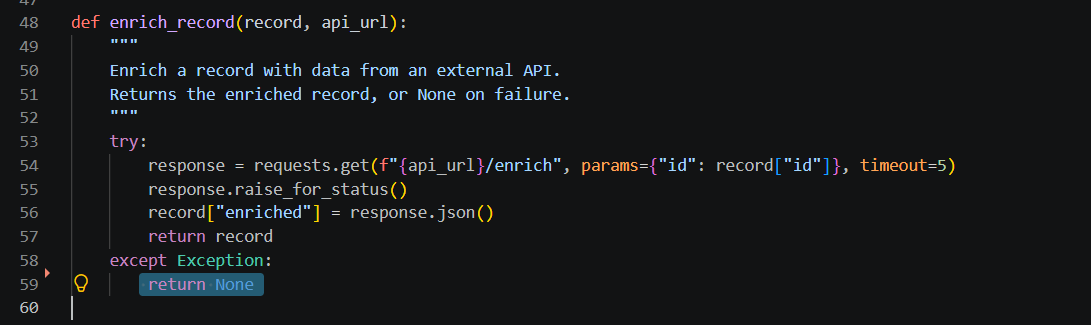 47
48 def enrich_record(record, api_url):
49     """
50     Enrich a record with data from an external API.
51     Returns the enriched record, or None on failure.
52     """
53     try:
54         response = requests.get(f"{api_url}/enrich", params={"id": record["id"]}, timeout=5)
55         response.raise_for_status()
56         record["enriched"] = response.json()
57         return record
58     except Exception:
59         return None
60